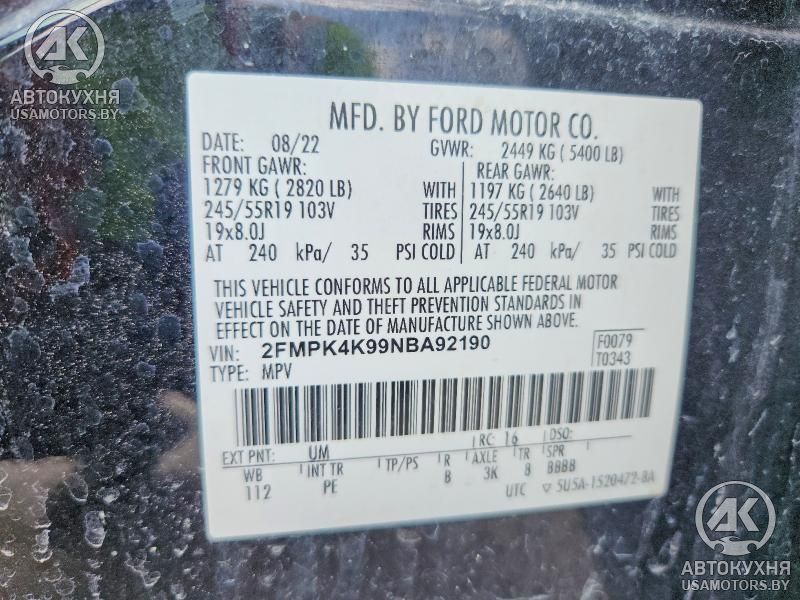 АК
АВТОКУХНЯ
USAMOTORS.BY
MFD. BY FORD MOTOR CO.
DATE: 08/22 GVWR: 2449 KG ( 5400 LB)
FRONT GAWR: REAR GAWR:
1279 KG ( 2820 LB) WITH 1197 KG ( 2640 LB) WITH
245/55R19 103V TIRES 245/55R19 103V TIRES
19x8.0J RIMS 19x8.0J RIMS
AT 240 kPa/ 35 PSI COLD AT 240 kPa/ 35 PSI COLD
THIS VEHICLE CONFORMS TO ALL APPLICABLE FEDERAL MOTOR
VEHICLE SAFETY AND THEFT PREVENTION STANDARDS IN
EFFECT ON THE DATE OF MANUFACTURE SHOWN ABOVE.
VIN: 2FMPK4K99NBA92190 F0079
TYPE: MPV T0343
EXT PNT: UM RC: 16 DSO:
WB INT TR TP/PS R AXLE TR SPR
112 PE B 3K 8 BBBB
UTC ▽ 5U5A-1520472-BA
АК
АВТОКУХНЯ
USAMOTORS.BY